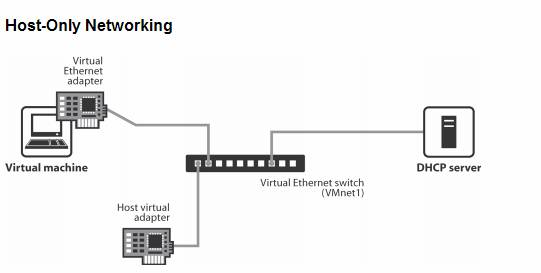 Host-Only Networking
Virtual
Ethernet
adapter
Virtual machine
DHCP server
Virtual Ethernet switch
(VMnet1)
Host virtual
adapter